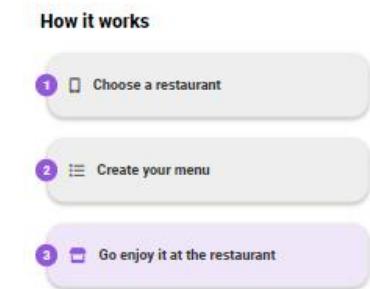 How it works
1 Choose a restaurant
2 Create your menu
3 Go enjoy it at the restaurant